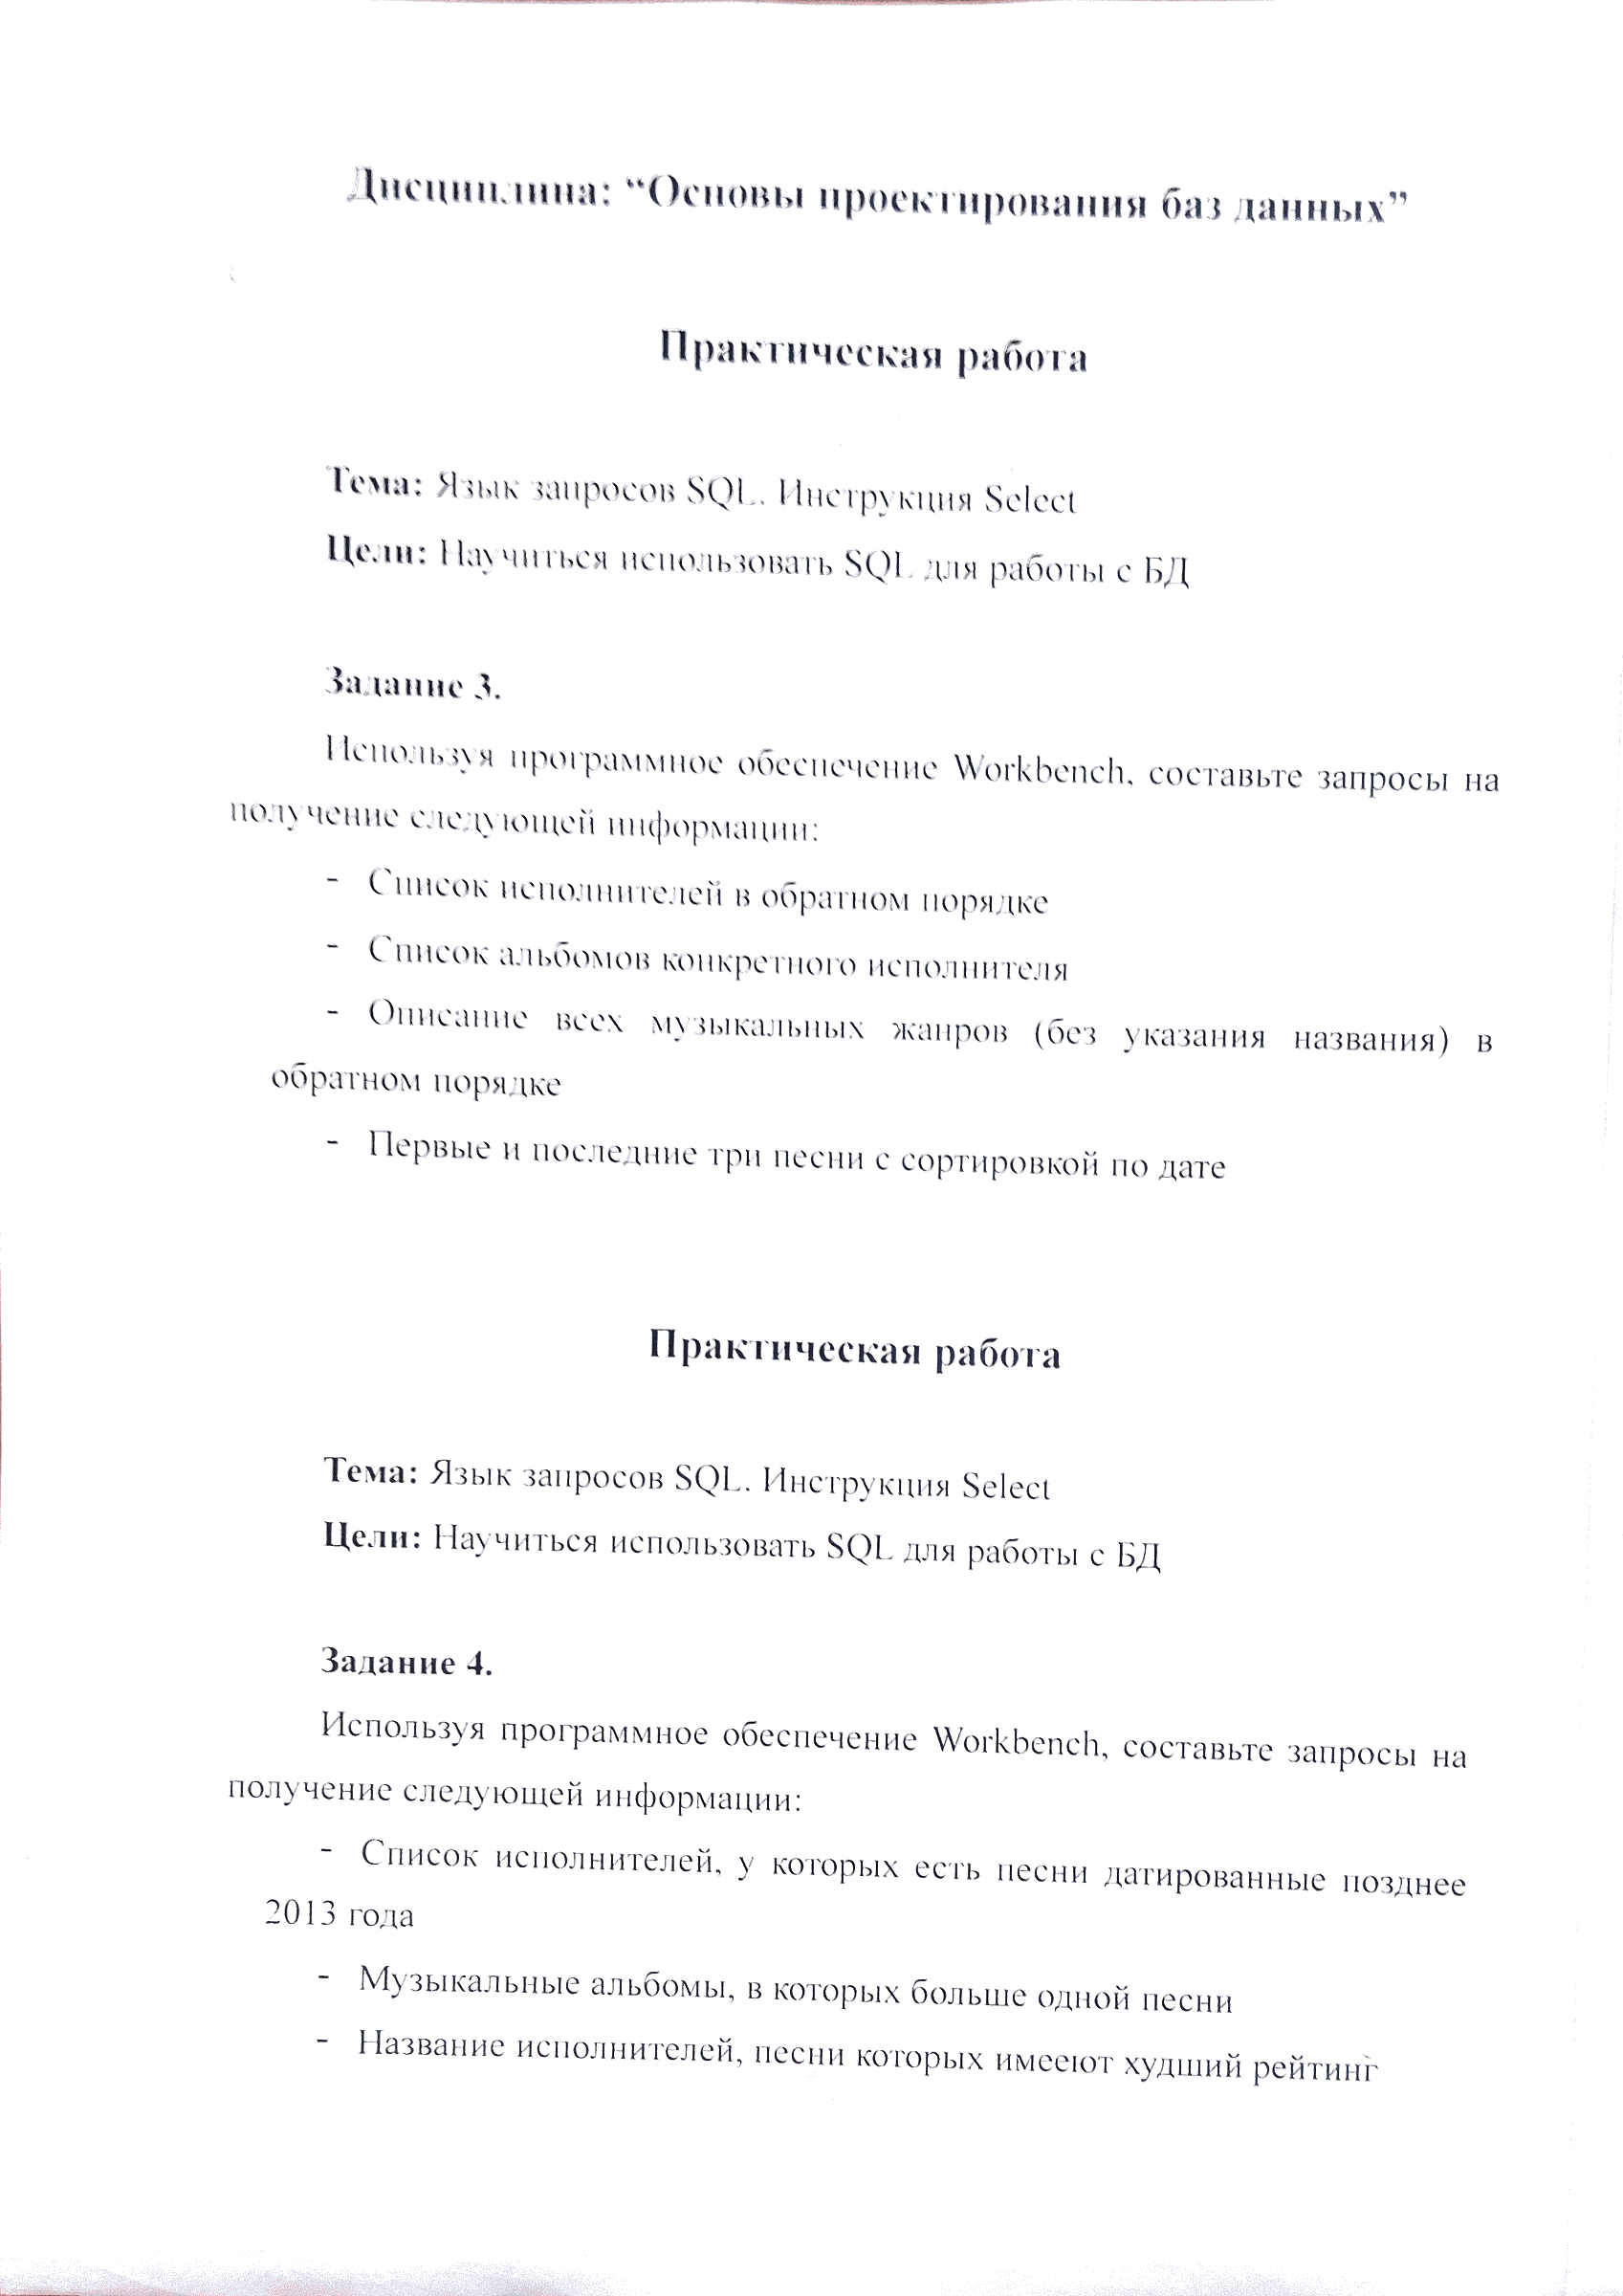 Дисциплина: “Основы проектирования баз данных”
Практическая работа
Тема: Язык запросов SQL. Инструкция Select
Цели: Научиться использовать SQL для работы с БД
Задание 3.
Используя программное обеспечение Workbench, составьте запросы на
получение следующей информации:
- Список исполнителей в обратном порядке
- Список альбомов конкретного исполнителя
- Описание всех музыкальных жанров (без указания названия) в
обратном порядке
- Первые и последние три песни с сортировкой по дате
Практическая работа
Тема: Язык запросов SQL. Инструкция Select
Цели: Научиться использовать SQL для работы с БД
Задание 4.
Используя программное обеспечение Workbench, составьте запросы на
получение следующей информации:
- Список исполнителей, у которых есть песни датированные позднее
2013 года
- Музыкальные альбомы, в которых больше одной песни
- Название исполнителей, песни которых имееют худший рейтинг